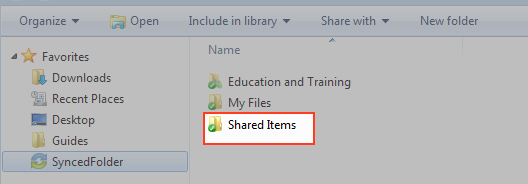 Organize Open Include in library Share with New folder
Favorites
Downloads
Recent Places
Desktop
Guides
SyncedFolder
Name
Education and Training
My Files
Shared Items